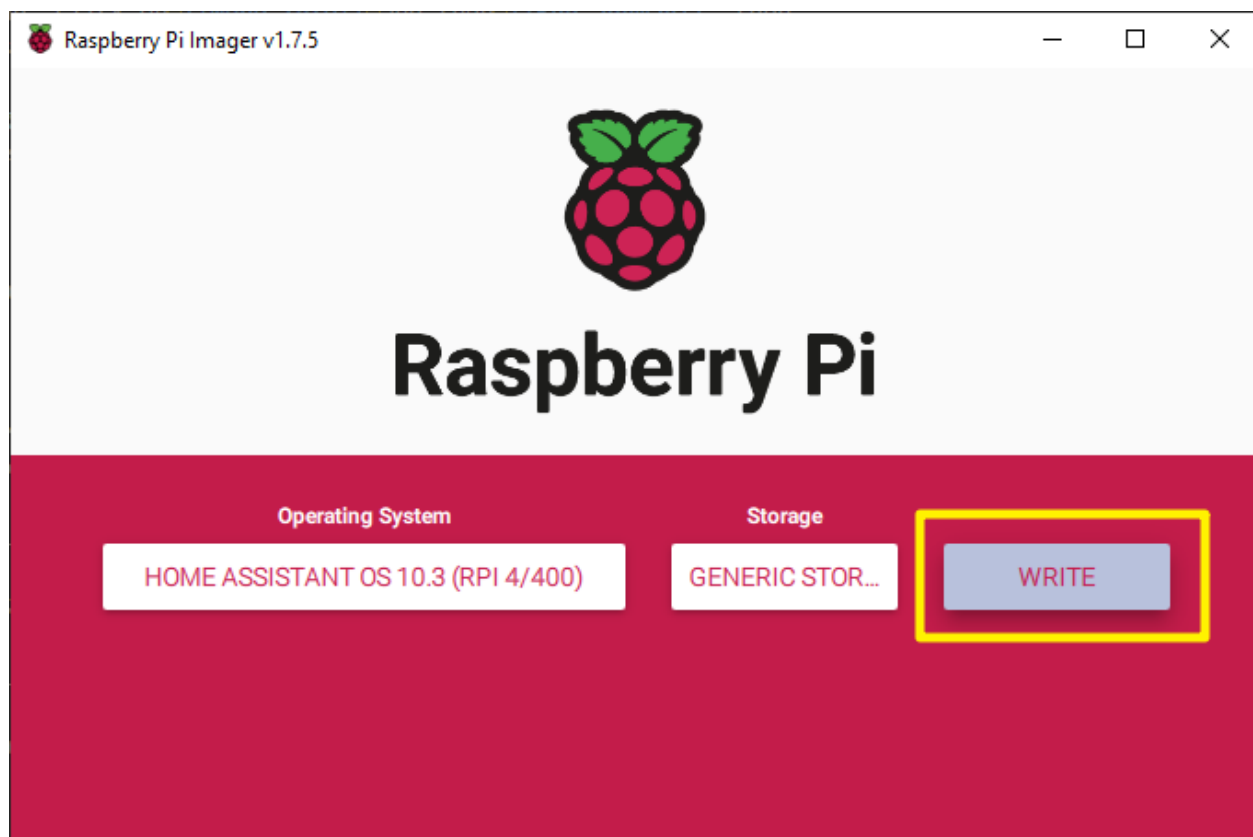 Raspberry Pi Imager v1.7.5
Raspberry Pi
Operating System
Storage
HOME ASSISTANT OS 10.3 (RPI 4/400)
GENERIC STOR...
WRITE